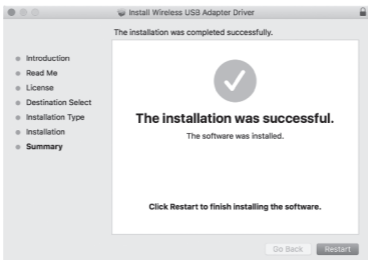 Install Wireless USB Adapter Driver
The installation was completed successfully.
Introduction
Read Me
License
Destination Select
Installation Type
Installation
Summary
The installation was successful.
The software was installed.
Click Restart to finish installing the software.
Go Back
Restart